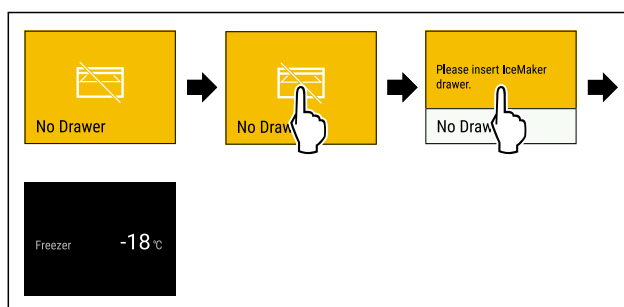 No Drawer
No Draw
Please insert IceMaker
drawer.
No Draw
Freezer -18 °C